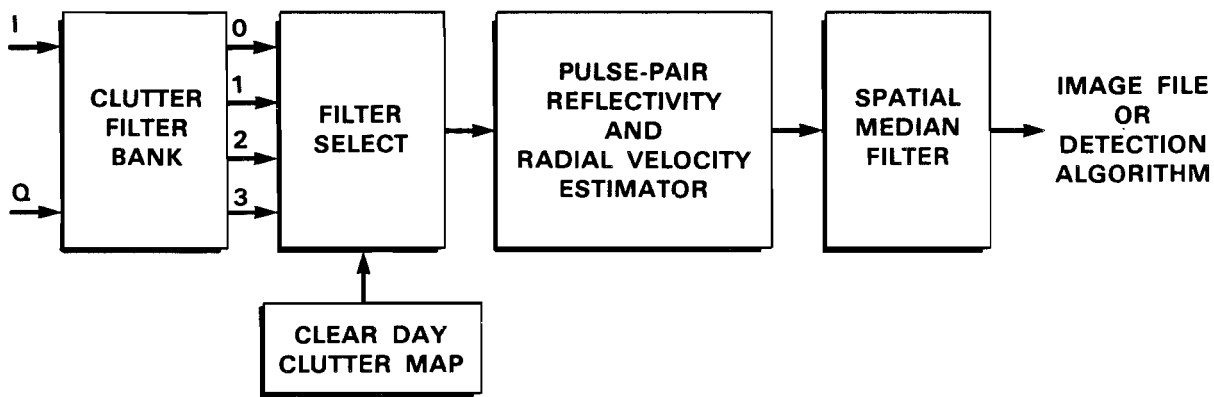 I
Q
CLUTTER
FILTER
BANK
0
1
2
3
FILTER
SELECT
CLEAR DAY
CLUTTER MAP
PULSE-PAIR
REFLECTIVITY
AND
RADIAL VELOCITY
ESTIMATOR
SPATIAL
MEDIAN
FILTER
IMAGE FILE
OR
DETECTION
ALGORITHM